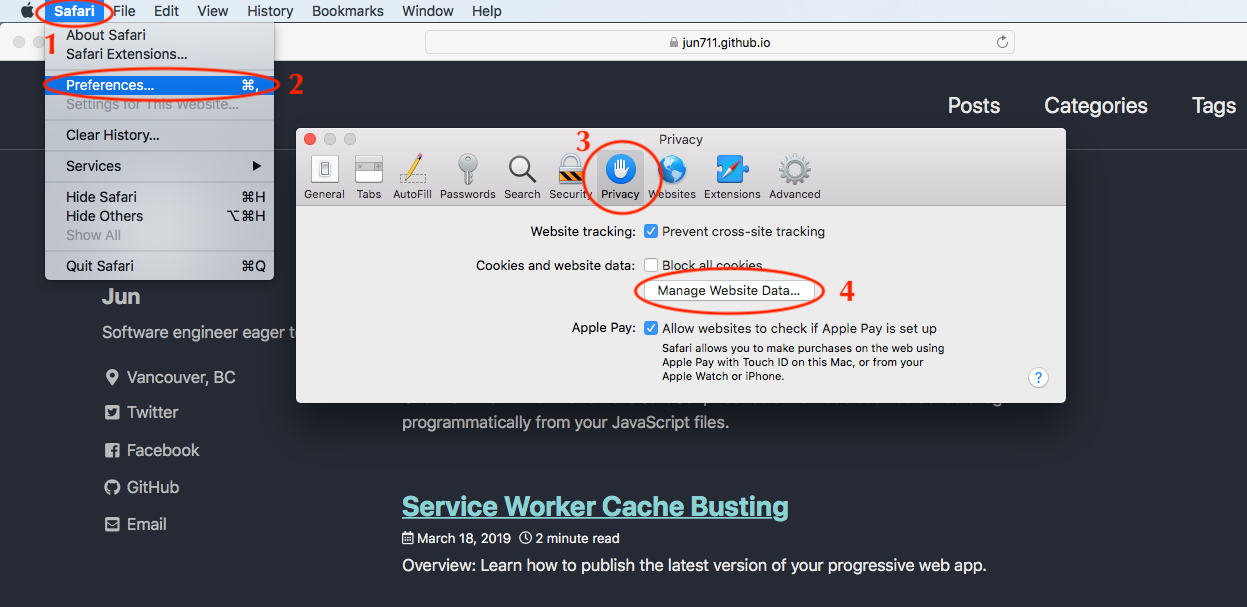 Safari File Edit View History Bookmarks Window Help
1
About Safari
Safari Extensions...
Preferences... ⌘,
2
Settings for This Website...
Clear History...
Services ▶
Hide Safari ⌘H
Hide Others ⌥⌘H
Show All
Quit Safari ⌘Q
jun711.github.io
Posts Categories Tags
3
Privacy
General Tabs AutoFill Passwords Search Security Privacy Websites Extensions Advanced
Website tracking: Prevent cross-site tracking
Cookies and website data: Block all cookies
Manage Website Data...
4
Apple Pay: Allow websites to check if Apple Pay is set up
Safari allows you to make purchases on the web using
Apple Pay with Touch ID on this Mac, or from your
Apple Watch or iPhone.
?
Jun
Software engineer eager
Vancouver, BC
Twitter
Facebook
GitHub
Email
programmatically from your JavaScript files.
Service Worker Cache Busting
March 18, 2019 2 minute read
Overview: Learn how to publish the latest version of your progressive web app.